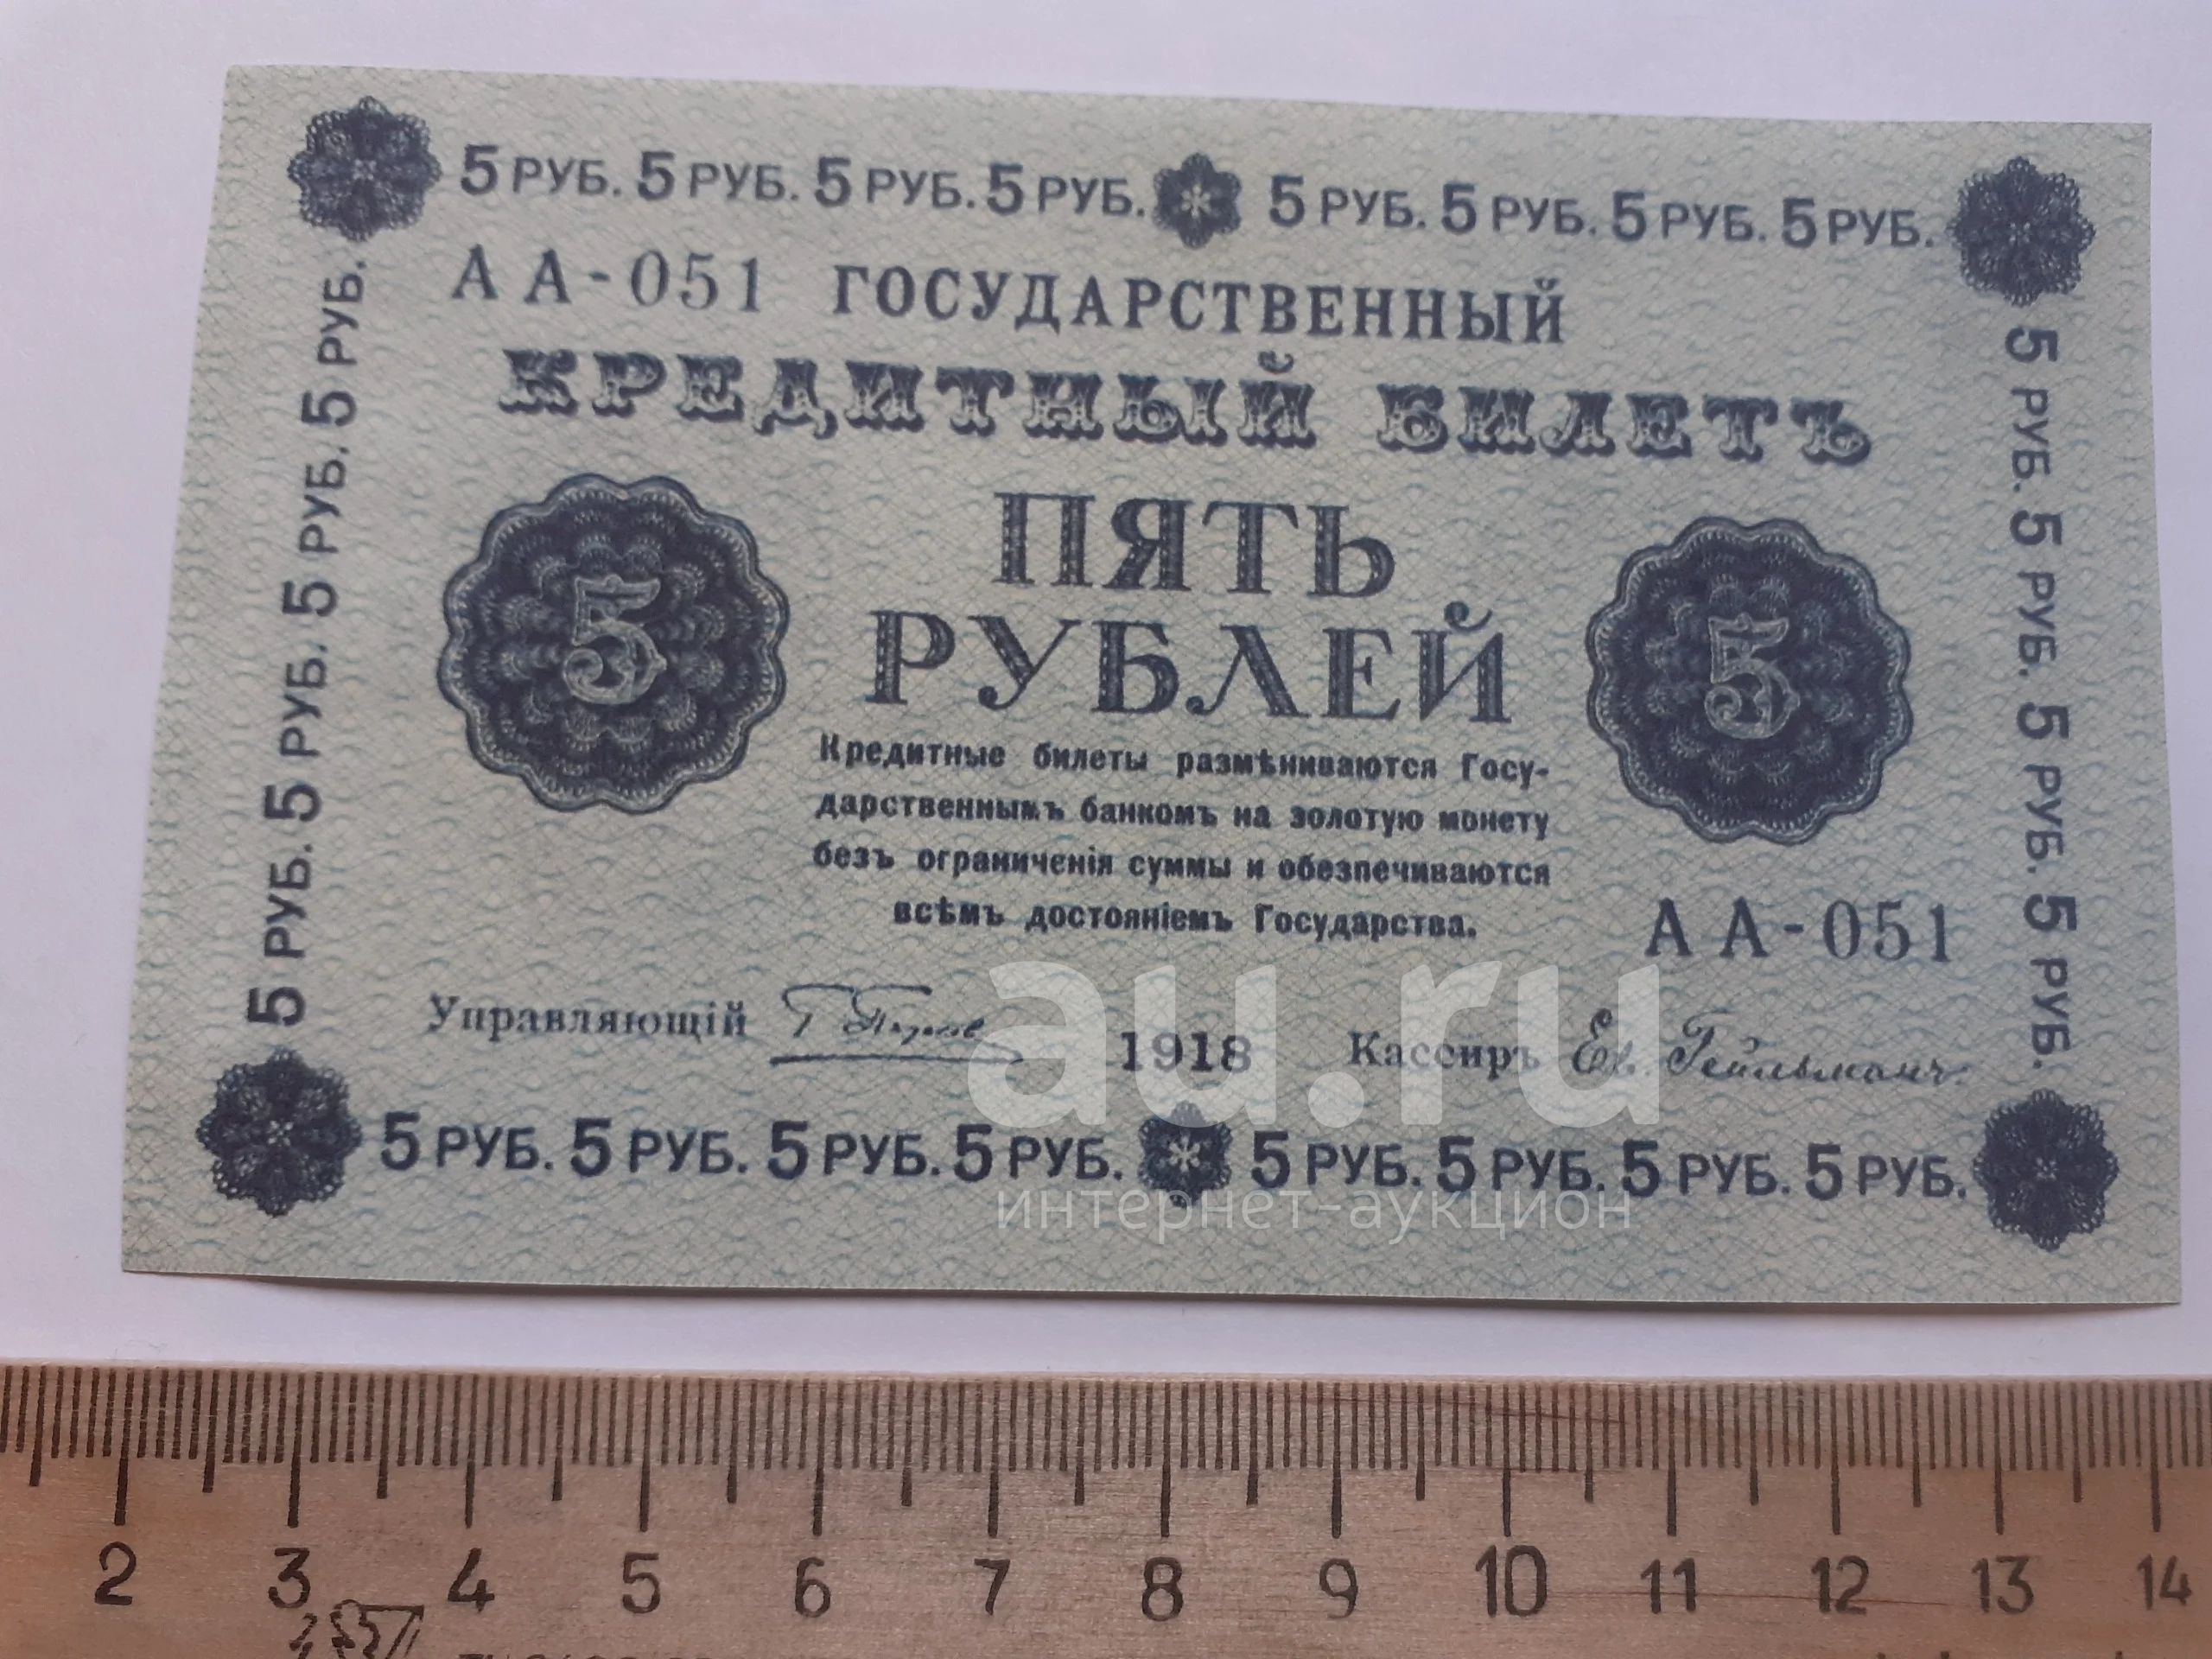 5 РУБ. 5 РУБ. 5 РУБ. 5 РУБ. 5 РУБ. 5 РУБ. 5 РУБ. 5 РУБ.
АА-051 ГОСУДАРСТВЕННЫЙ
КРЕДИТНЫЙ БИЛЕТЪ
5 РУБ. 5 РУБ. 5 РУБ. 5 РУБ.
5
ПЯТЬ
РУБЛЕЙ
5
5 РУБ. 5 РУБ. 5 РУБ. 5 РУБ.
Кредитные билеты размѣниваются Госу-
дарственнымъ банкомъ на золотую монету
безъ ограниченія суммы и обезпечиваются
всѣмъ достояніемъ Государства.
АА-051
Управляющій 1918 Кассиръ Ев. Гейльманъ
5 РУБ. 5 РУБ. 5 РУБ. 5 РУБ. 5 РУБ. 5 РУБ. 5 РУБ. 5 РУБ.
au.ru
интернет-аукцион
2 3 4 5 6 7 8 9 10 11 12 13 14